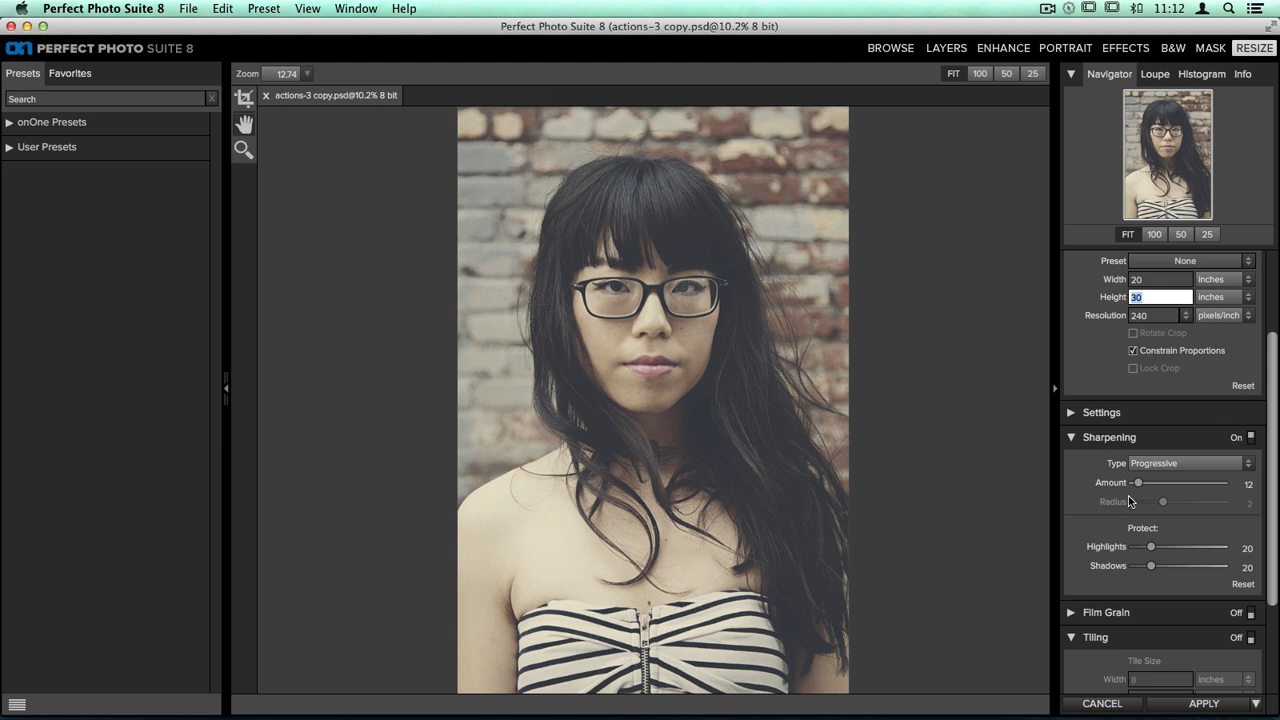 Perfect Photo Suite 8 File Edit Preset View Window Help 11:12
Perfect Photo Suite 8 (actions-3 copy.psd@10.2% 8 bit)
on PERFECT PHOTO SUITE 8 BROWSE LAYERS ENHANCE PORTRAIT EFFECTS B&W MASK RESIZE
Presets Favorites
Search X
onOne Presets
User Presets
Zoom 12.74 FIT 100 50 25
X actions-3 copy.psd@10.2% 8 bit
Navigator Loupe Histogram Info
FIT 100 50 25
Preset None
Width 20 inches
Height 30 inches
Resolution 240 pixels/inch
Rotate Crop
Constrain Proportions
Lock Crop
Reset
Settings
Sharpening On
Type Progressive
Amount 12
Radius 2
Protect:
Highlights 20
Shadows 20
Reset
Film Grain Off
Tiling Off
Tile Size
Width 8 inches
CANCEL APPLY